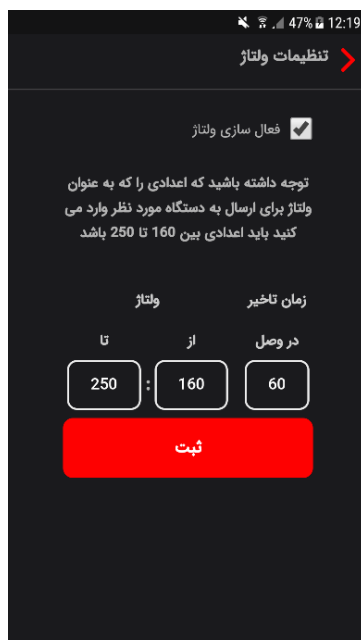 47% 12:19
تنظیمات ولتاژ
فعال سازی ولتاژ
توجه داشته باشید که اعدادی را که به عنوان
ولتاژ برای ارسال به دستگاه مورد نظر وارد می
کنید باید اعدادی بین 160 تا 250 باشد
زمان تاخیر ولتاژ
در وصل از تا
60 160 : 250
ثبت